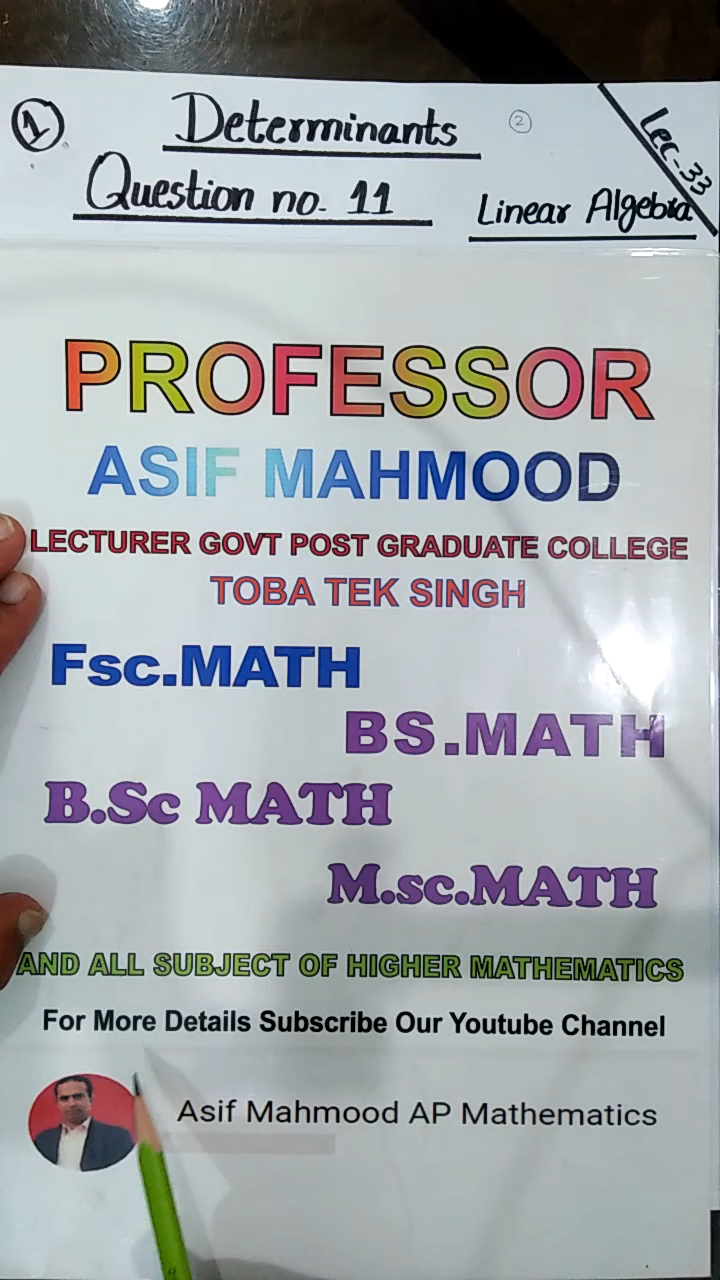 1 Determinants 2
Lec-33
Question no. 11
Linear Algebra
PROFESSOR
ASIF MAHMOOD
LECTURER GOVT POST GRADUATE COLLEGE
TOBA TEK SINGH
Fsc.MATH
BS.MATH
B.Sc MATH
M.sc.MATH
AND ALL SUBJECT OF HIGHER MATHEMATICS
For More Details Subscribe Our Youtube Channel
Asif Mahmood AP Mathematics